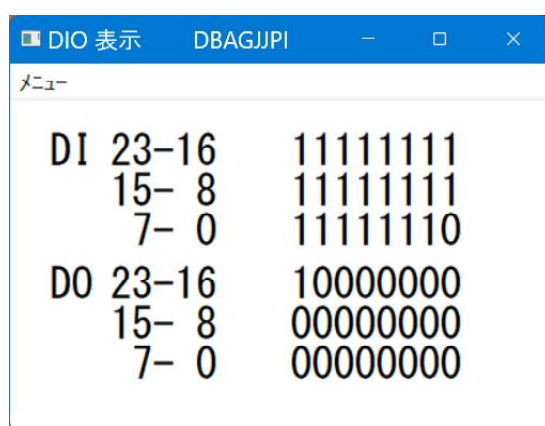 DIO 表示 DBAGJJPI
メニュー
DI 23-16 11111111
15- 8 11111111
7- 0 11111110
DO 23-16 10000000
15- 8 00000000
7- 0 00000000